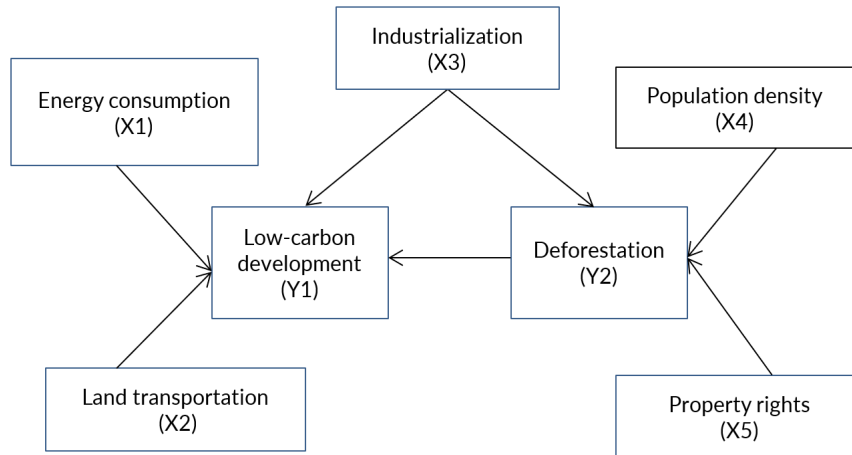 Industrialization
(X3)
Energy consumption
(X1)
Population density
(X4)
Low-carbon
development
(Y1)
Deforestation
(Y2)
Land transportation
(X2)
Property rights
(X5)